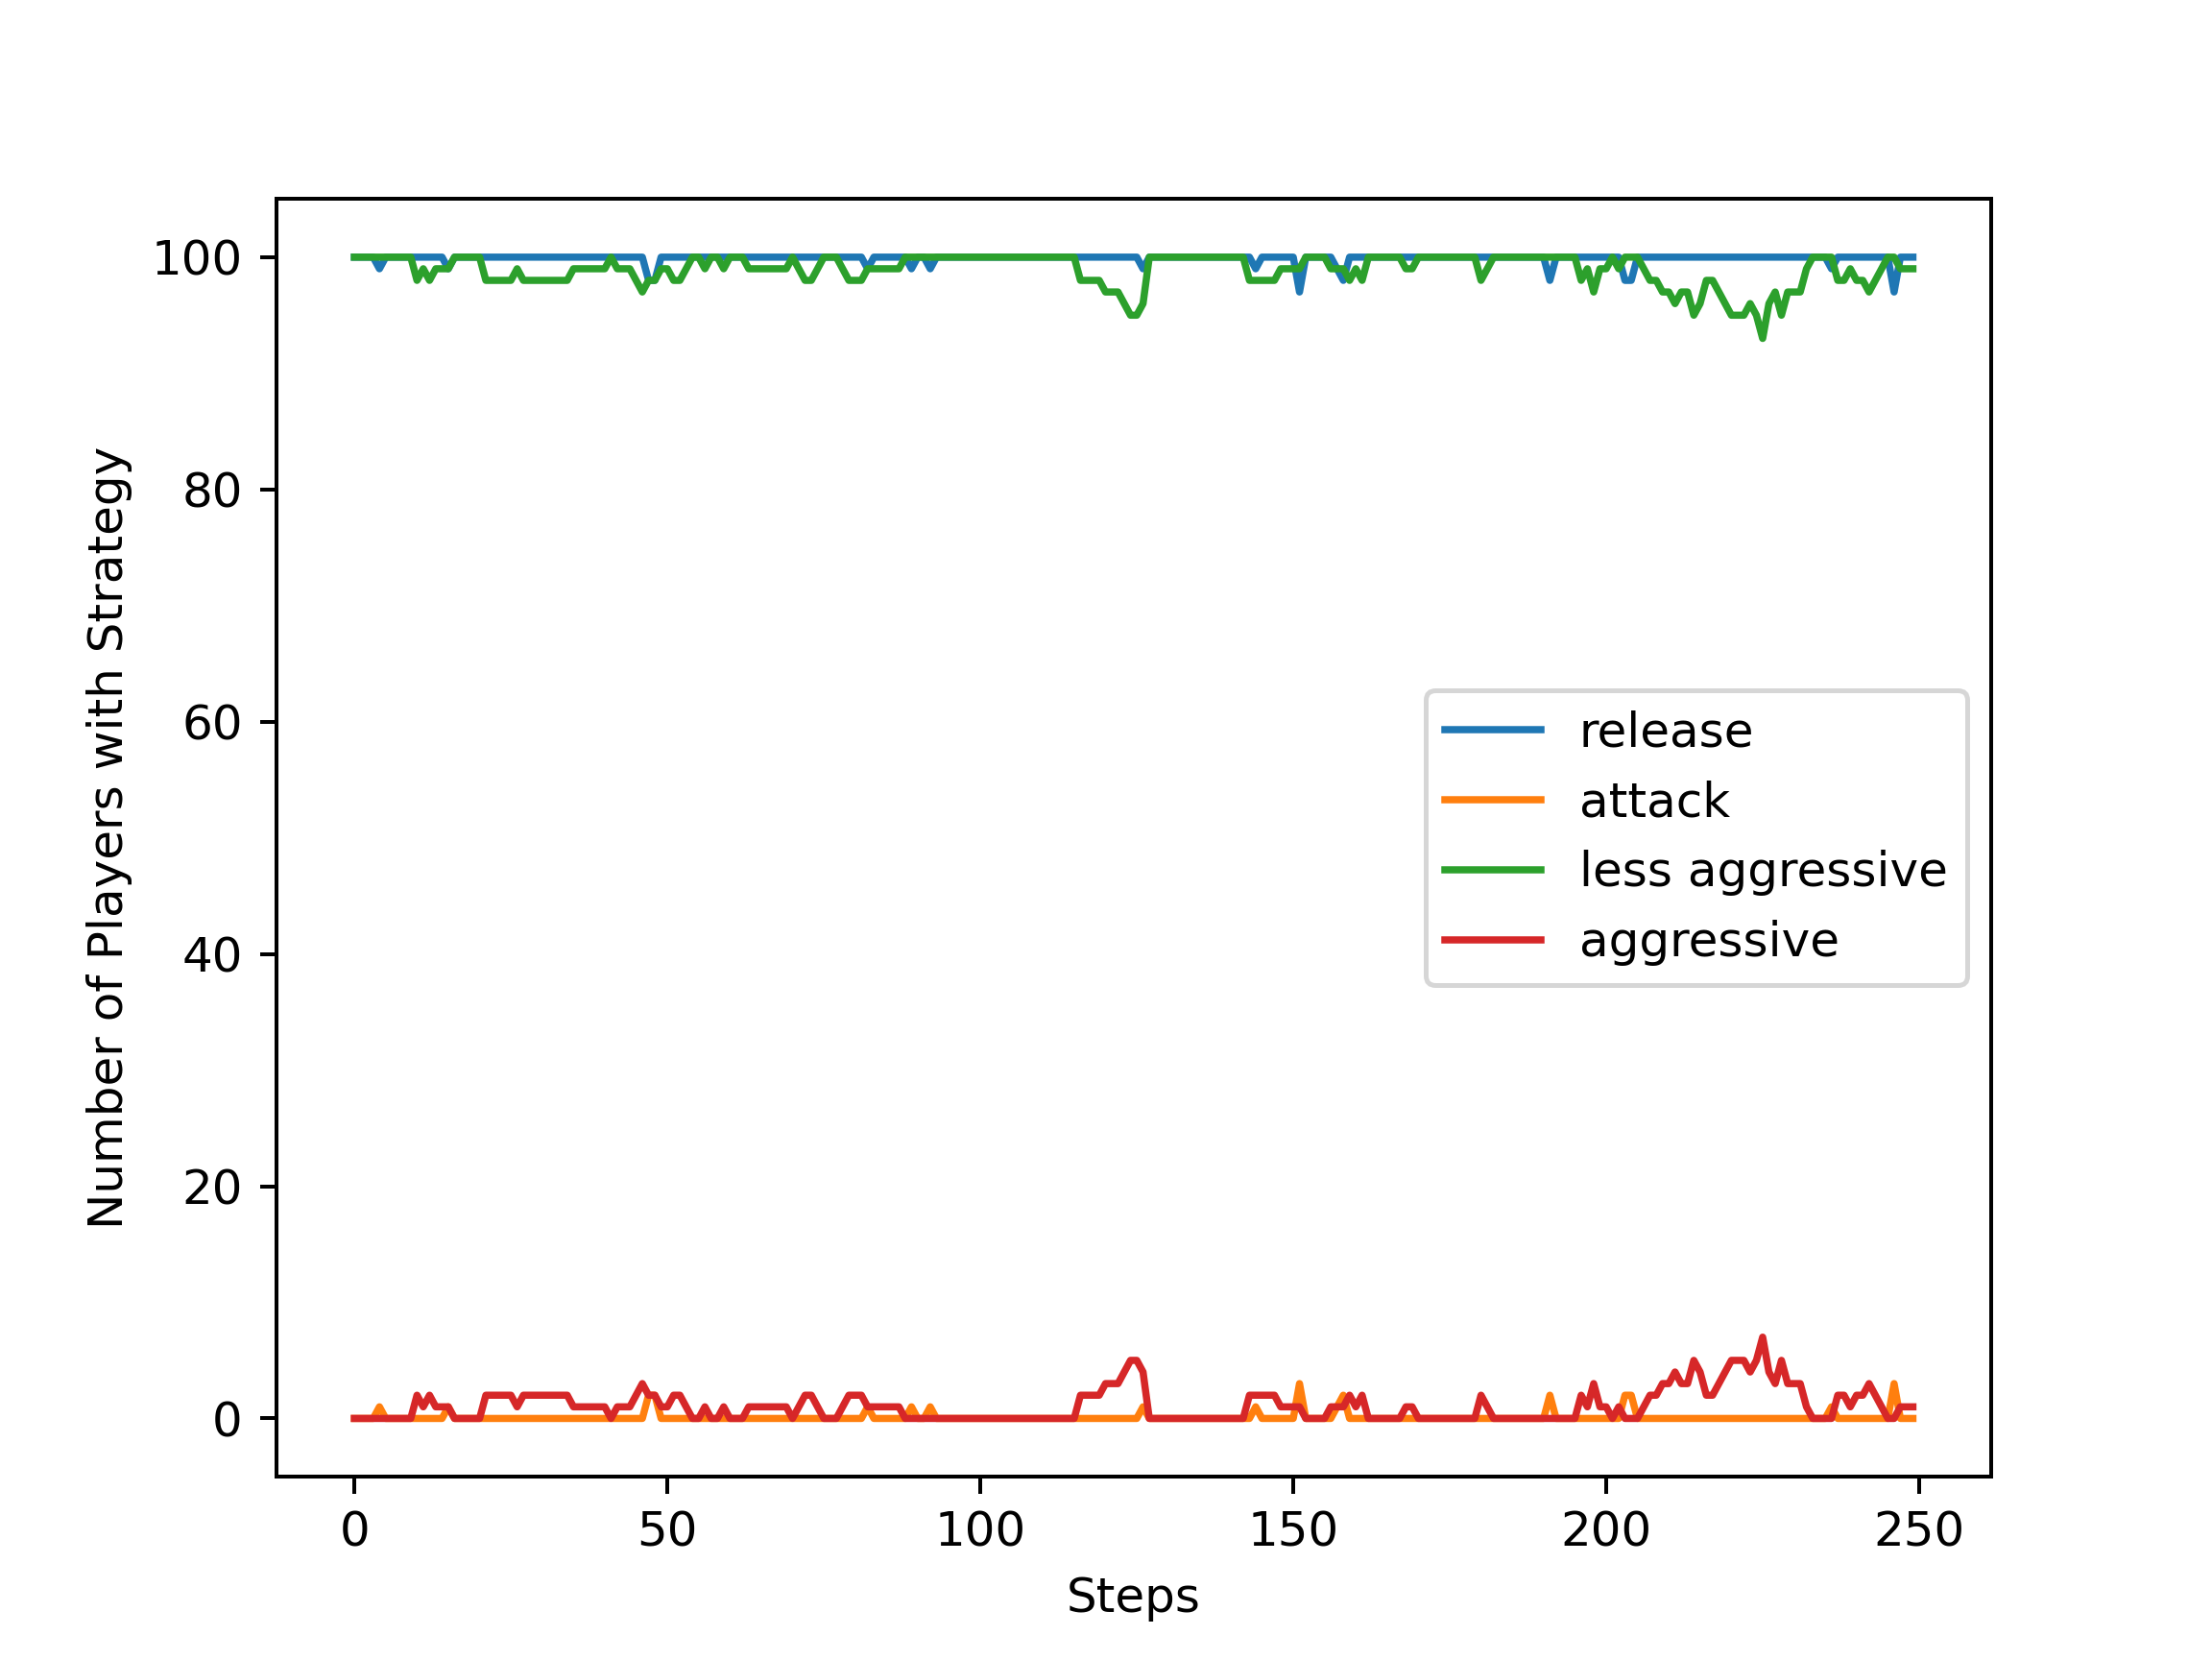 100
80
60
40
20
0
Number of Players with Strategy
release
attack
less aggressive
aggressive
0 50 100 150 200 250
Steps